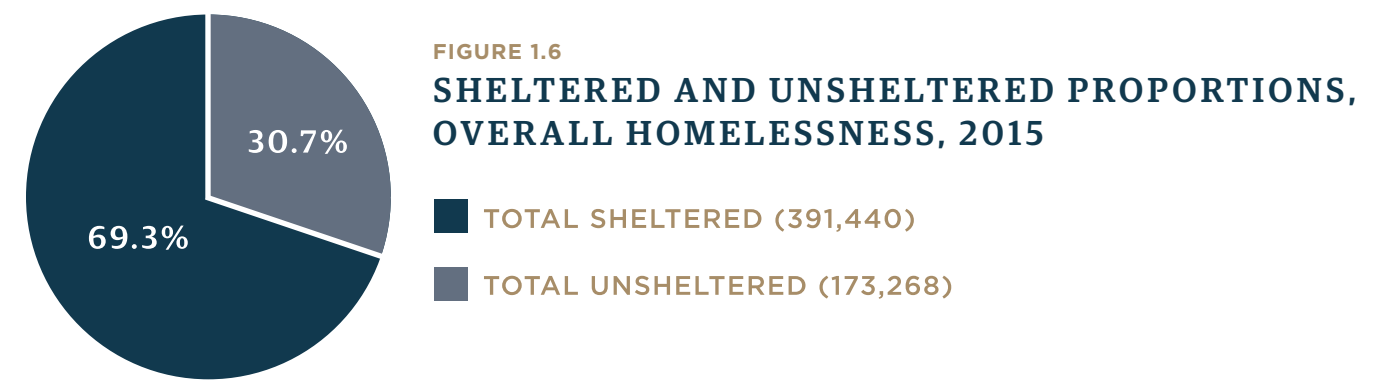 30.7%
69.3%
FIGURE 1.6
SHELTERED AND UNSHELTERED PROPORTIONS,
OVERALL HOMELESSNESS, 2015
TOTAL SHELTERED (391,440)
TOTAL UNSHELTERED (173,268)